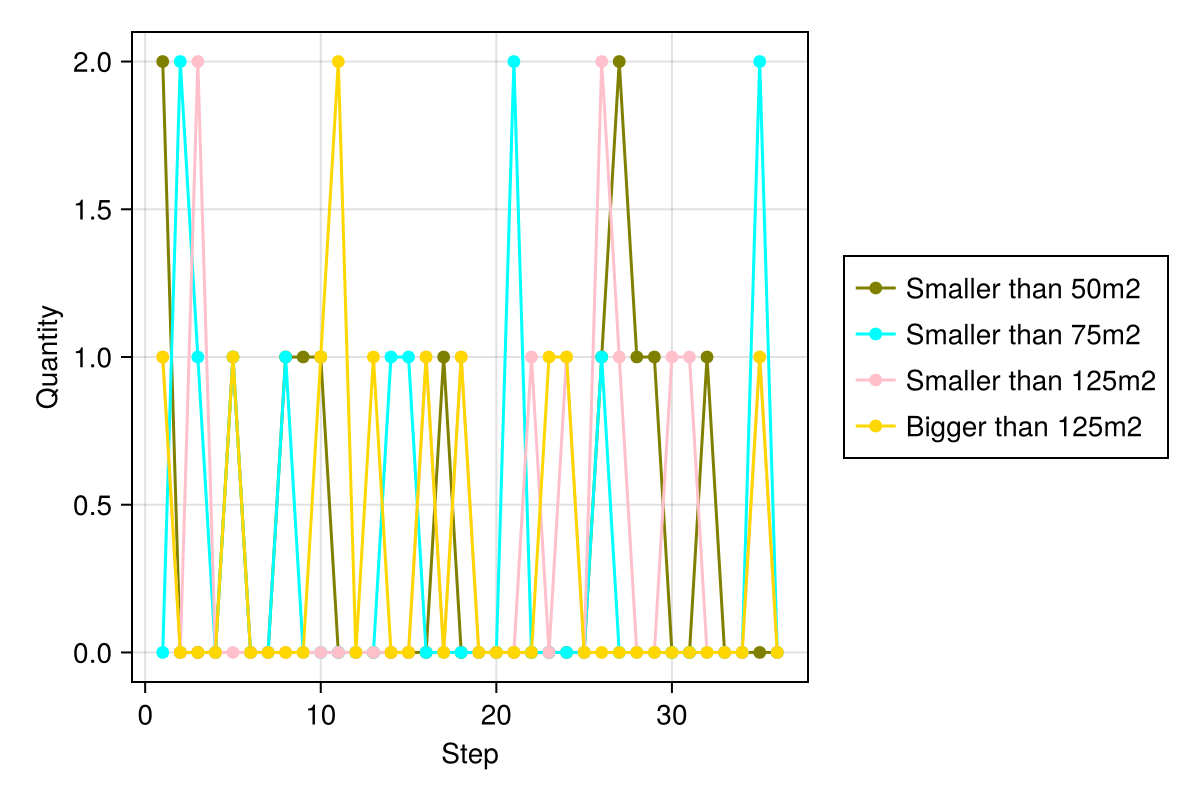 2.0
1.5
1.0
0.5
0.0
Quantity
0
10
20
30
Step
Smaller than 50m2
Smaller than 75m2
Smaller than 125m2
Bigger than 125m2